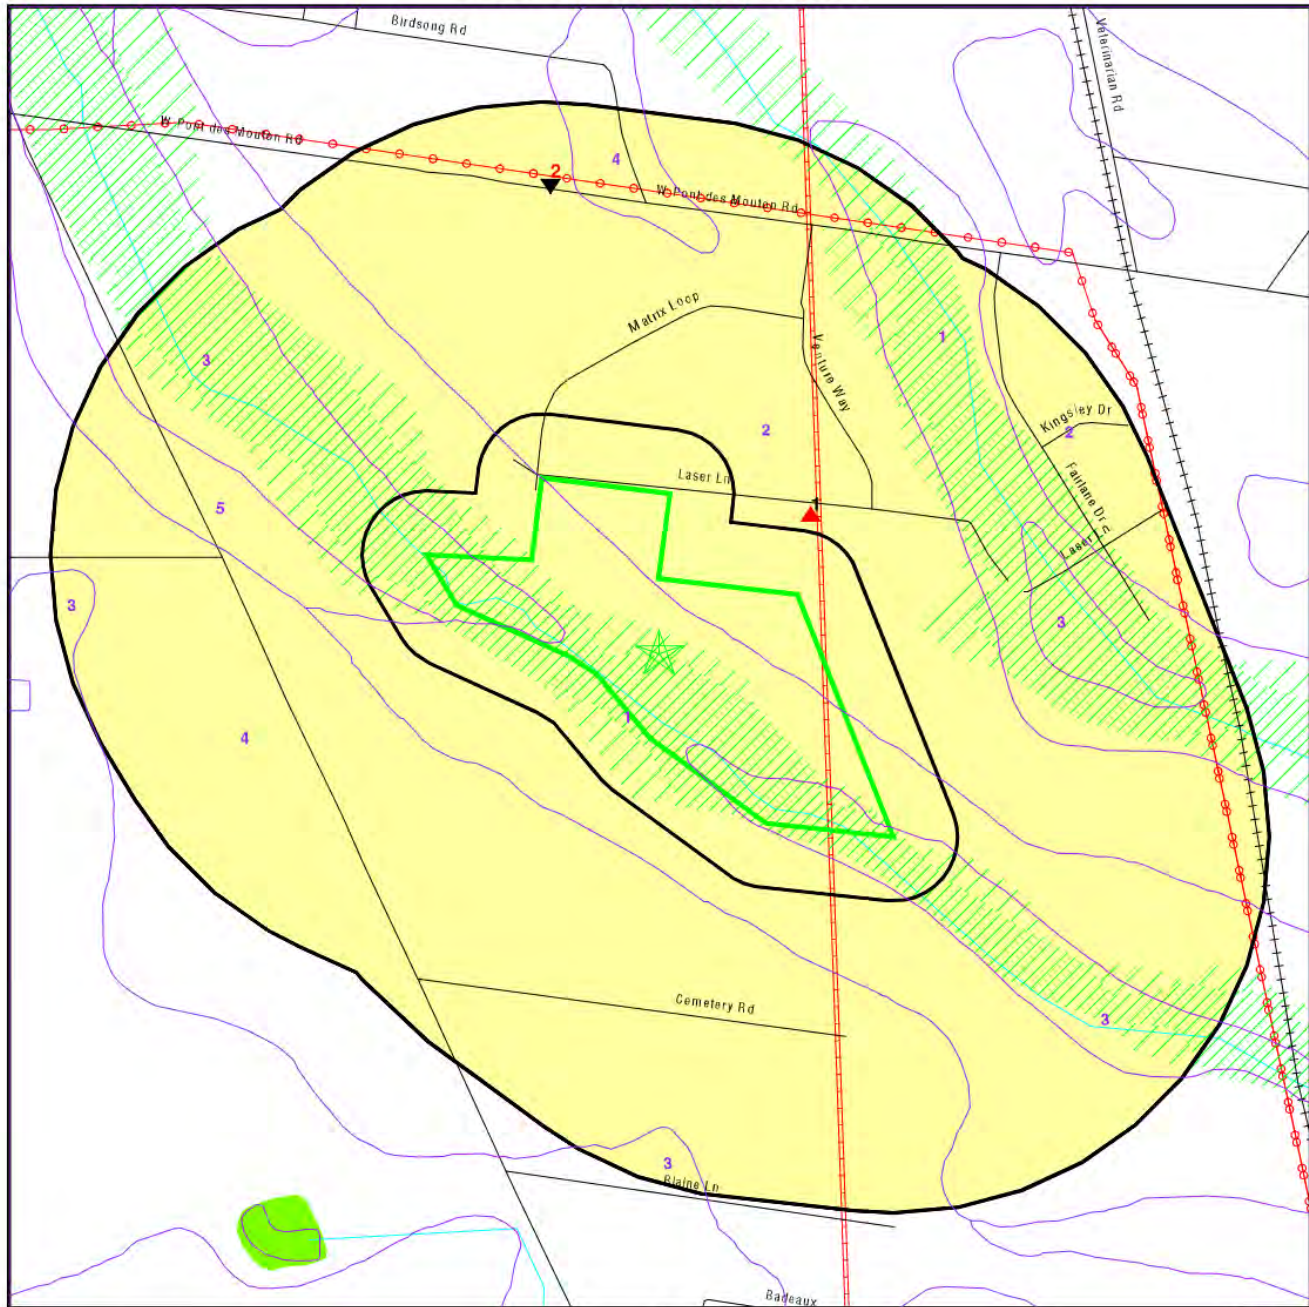 Birdsong Rd
Veterinarian Rd
W Pont des Mouton Rd
2
4
W Pont des Mouton Rd
Matrix Loop
1
3
Venture Way
Kingsley Dr
2
2
Laser Ln
Fairlane Dr
1
5
Laser Ln
3
3
1
4
Cemetery Rd
3
3
Blaine Ln
Badeaux